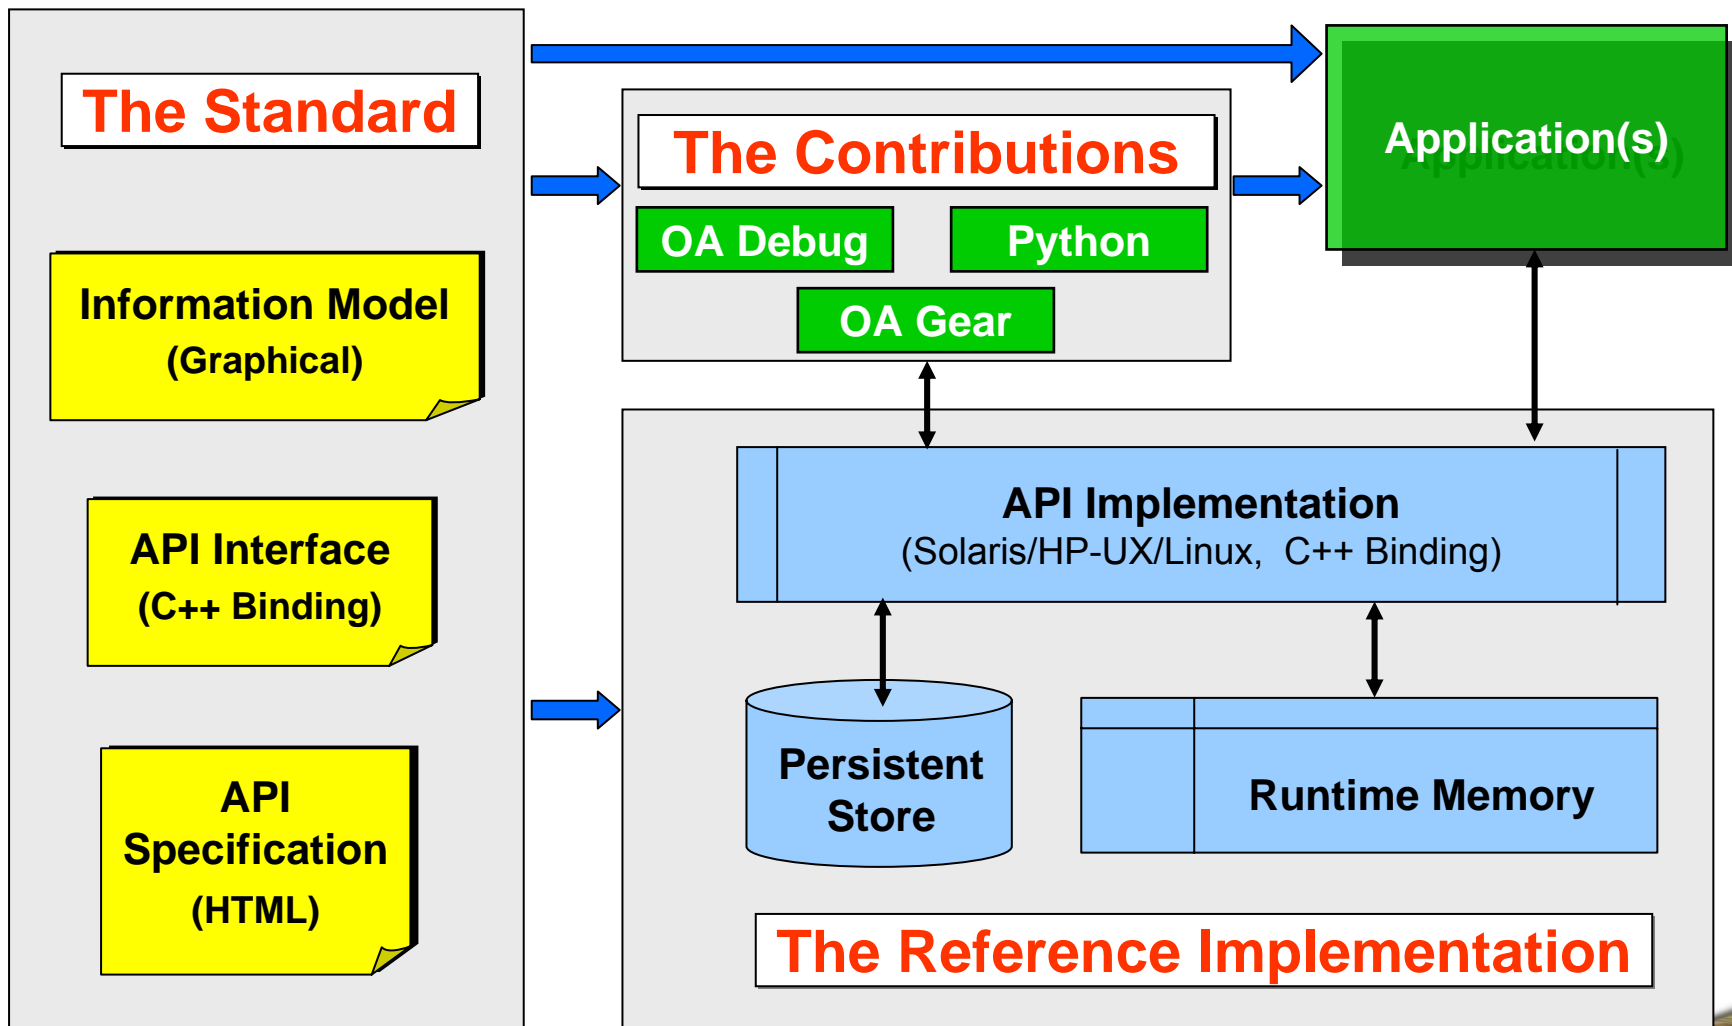 The Standard
Information Model
(Graphical)
API Interface
(C++ Binding)
API
Specification
(HTML)
The Contributions
OA Debug
Python
OA Gear
Application(s)
API Implementation
(Solaris/HP-UX/Linux, C++ Binding)
Persistent
Store
Runtime Memory
The Reference Implementation